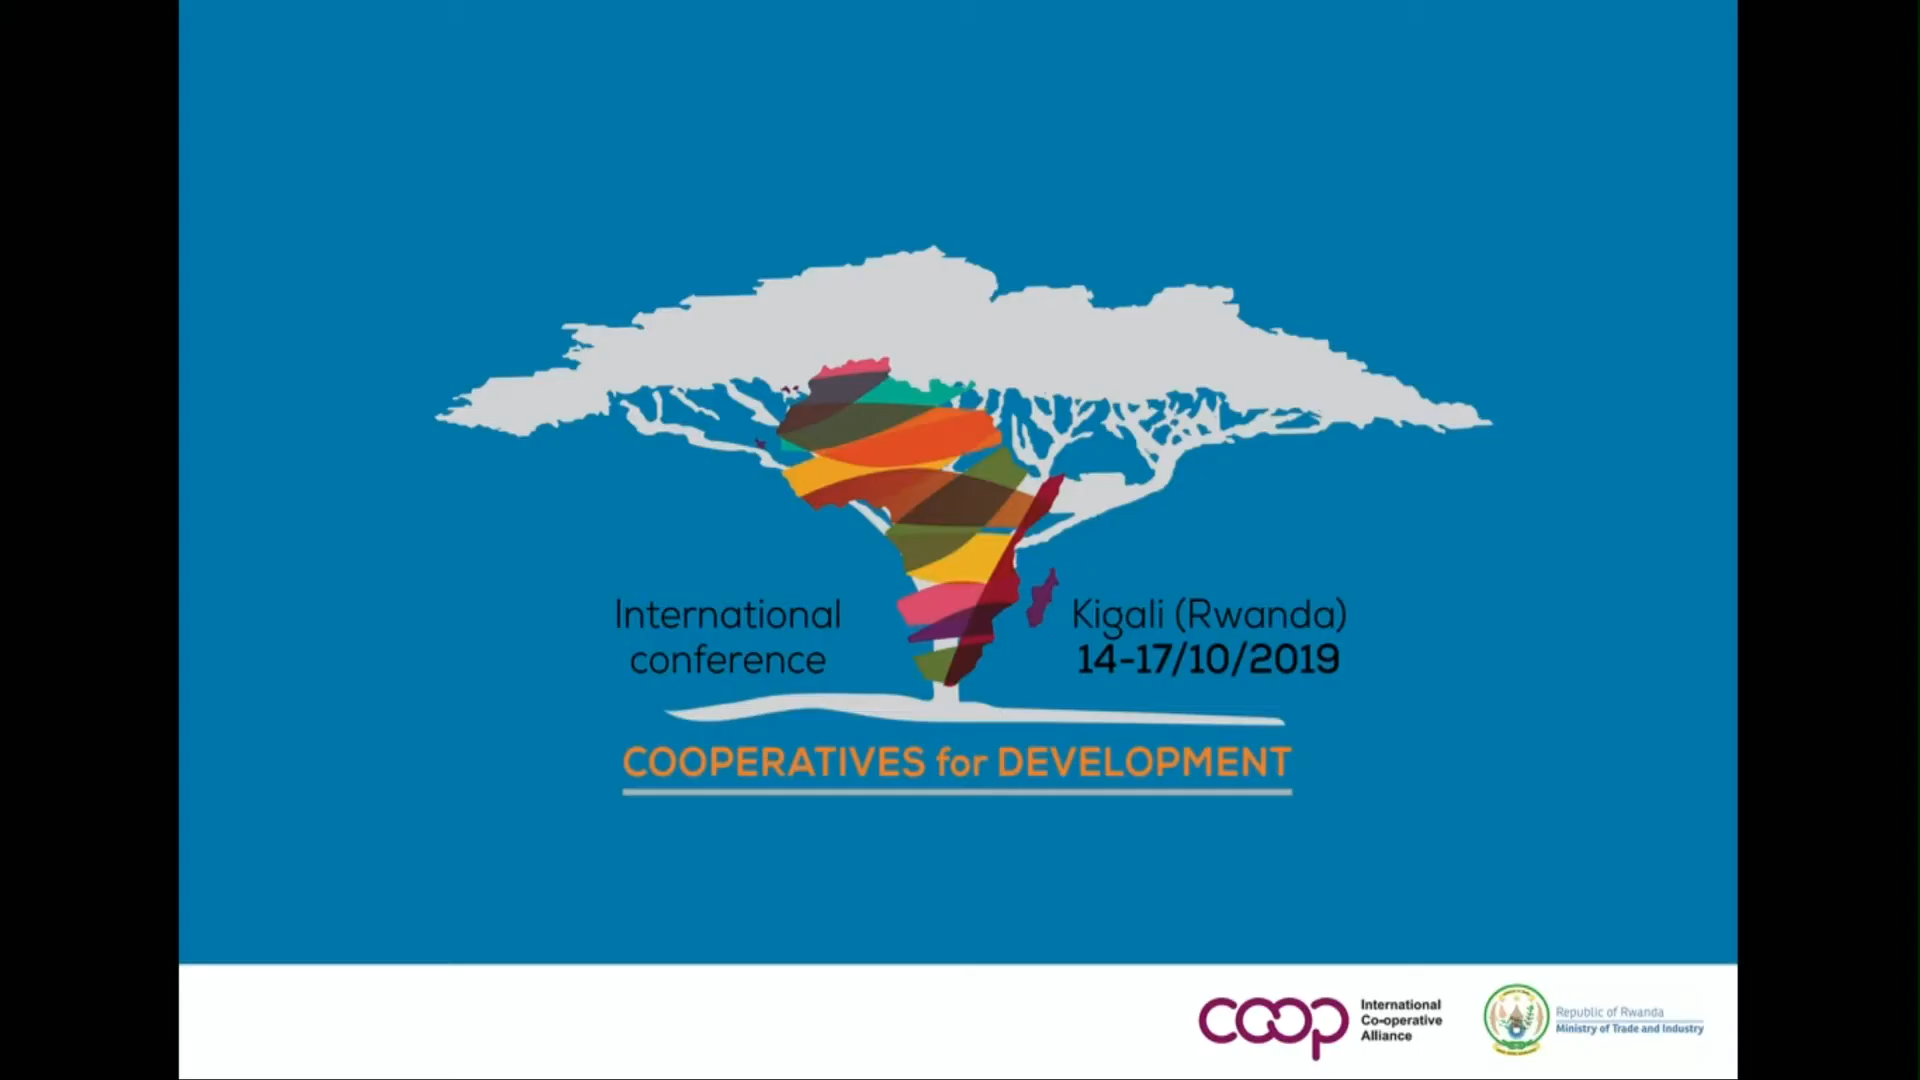 International
conference
Kigali (Rwanda)
14-17/10/2019
COOPERATIVES for DEVELOPMENT
coop
International
Co-operative
Alliance
Republic of Rwanda
Ministry of Trade and Industry